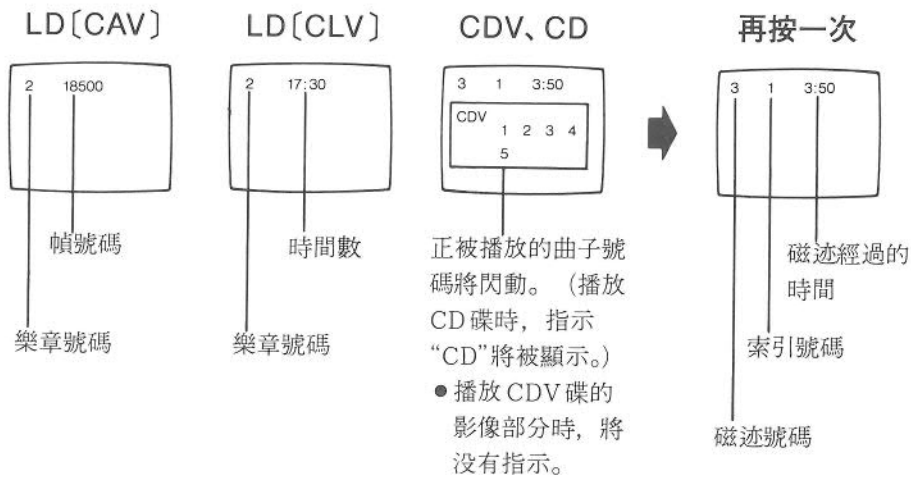 LD〔CAV〕
2 18500
幀號碼
樂章號碼
LD〔CLV〕
2 17:30
時間數
樂章號碼
CDV、CD
3 1 3:50
CDV
1 2 3 4
5
正被播放的曲子號
碼將閃動。（播放
CD碟時，指示
“CD”將被顯示。）
●播放CDV碟的
影像部分時，將
没有指示。
再按一次
3 1 3:50
磁迹經過的
時間
索引號碼
磁迹號碼